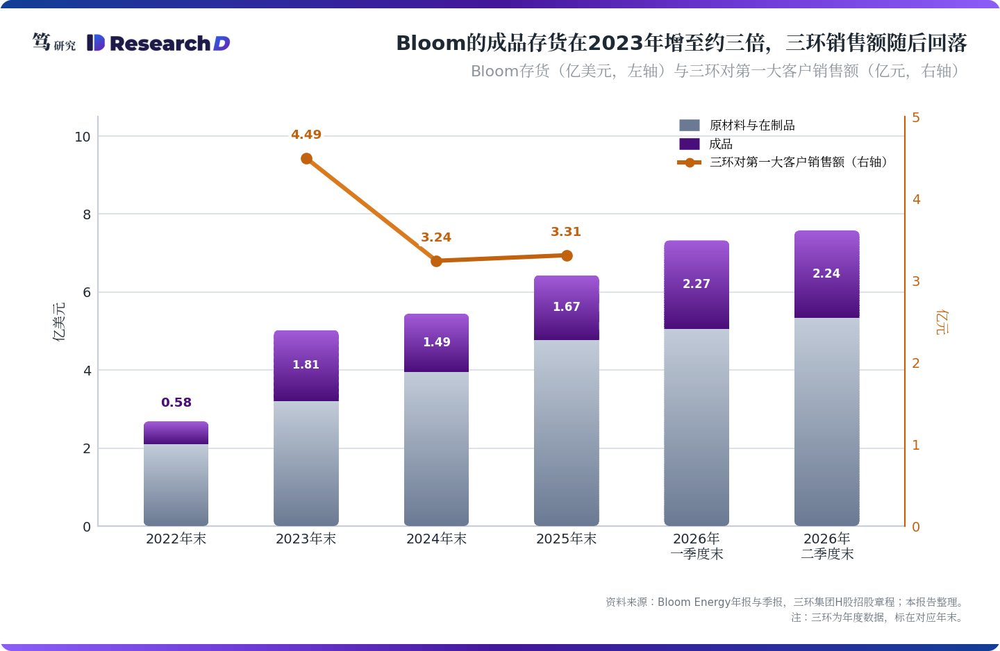 笃研究 ResearchD
Bloom的成品存货在2023年增至约三倍，三环销售额随后回落
Bloom存货（亿美元，左轴）与三环对第一大客户销售额（亿元，右轴）
原材料与在制品
成品
三环对第一大客户销售额（右轴）
亿美元
10
8
6
4
2
0
4.49
3.24
3.31
0.58
1.81
1.49
1.67
2.27
2.24
5
4
3
2
1
0
亿元
2022年末
2023年末
2024年末
2025年末
2026年
一季度末
2026年
二季度末
资料来源：Bloom Energy年报与季报，三环集团H股招股章程；本报告整理。
注：三环为年度数据，标在对应年末。